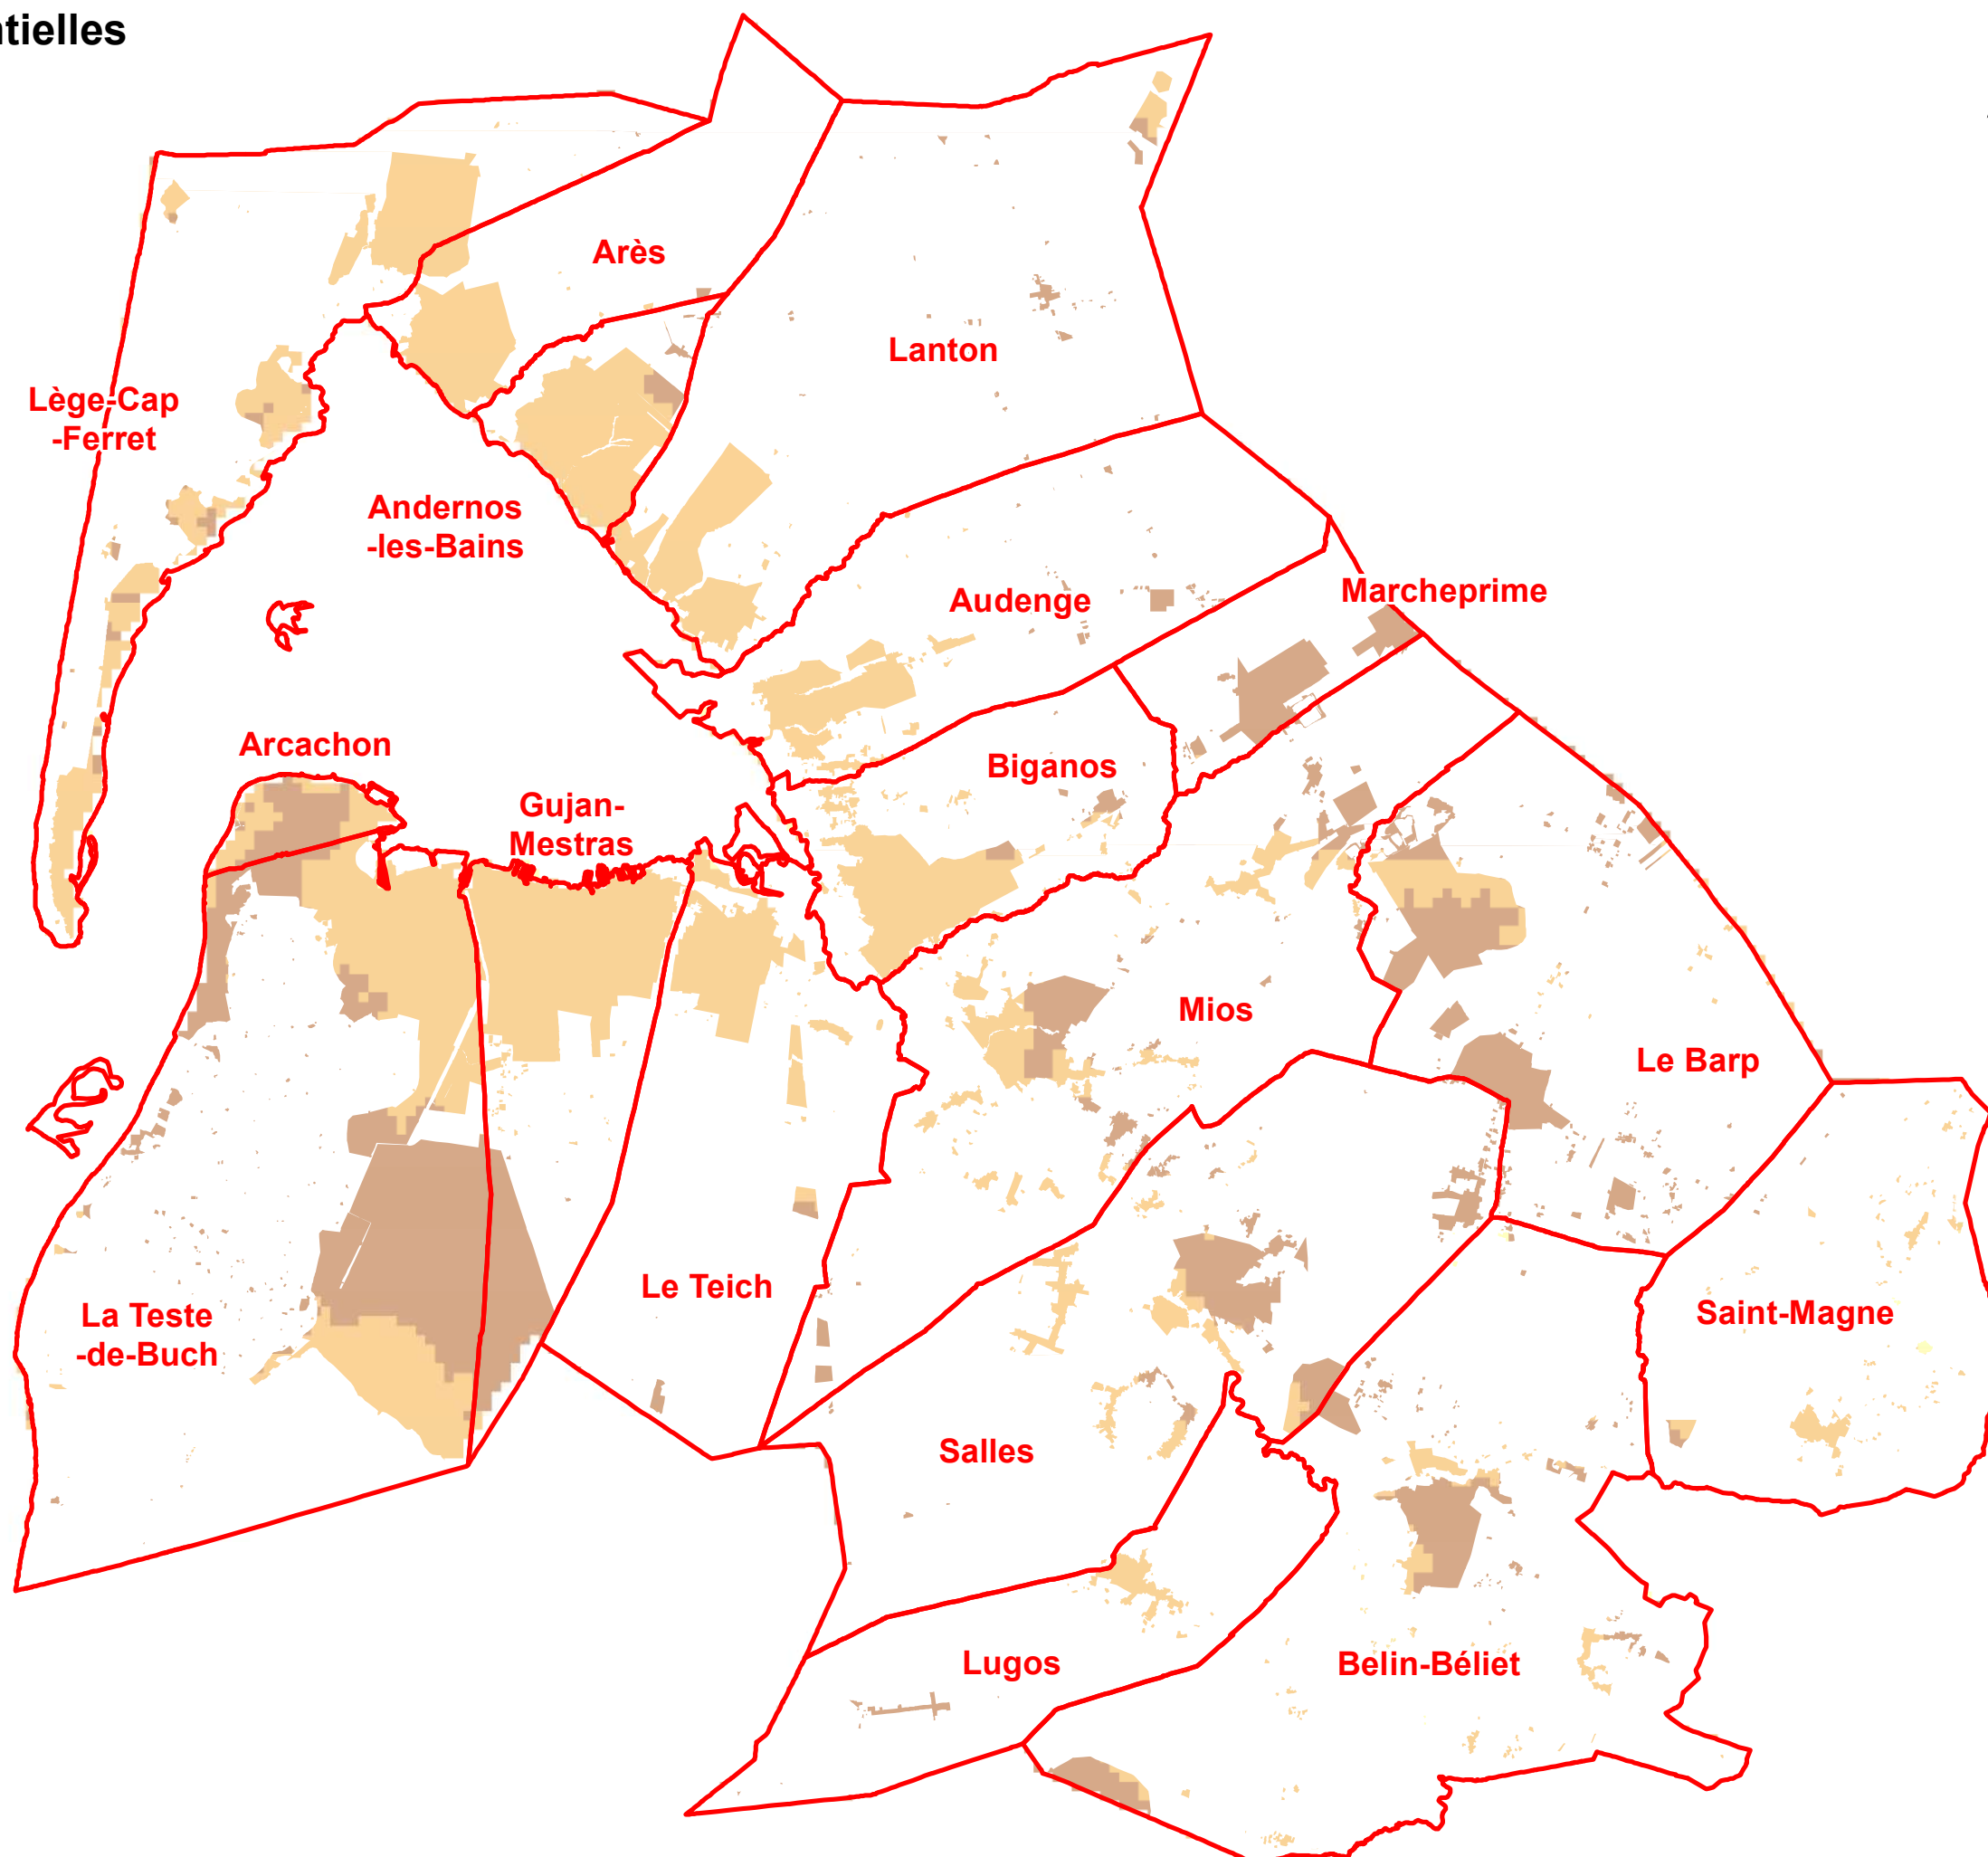 ntielles
Arès
Lanton
Lège-Cap
-Ferret
Andernos
-les-Bains
Audenge
Marcheprime
Arcachon
Biganos
Gujan-
Mestras
Mios
Le Barp
Le Teich
La Teste
-de-Buch
Saint-Magne
Salles
Lugos
Belin-Béliet